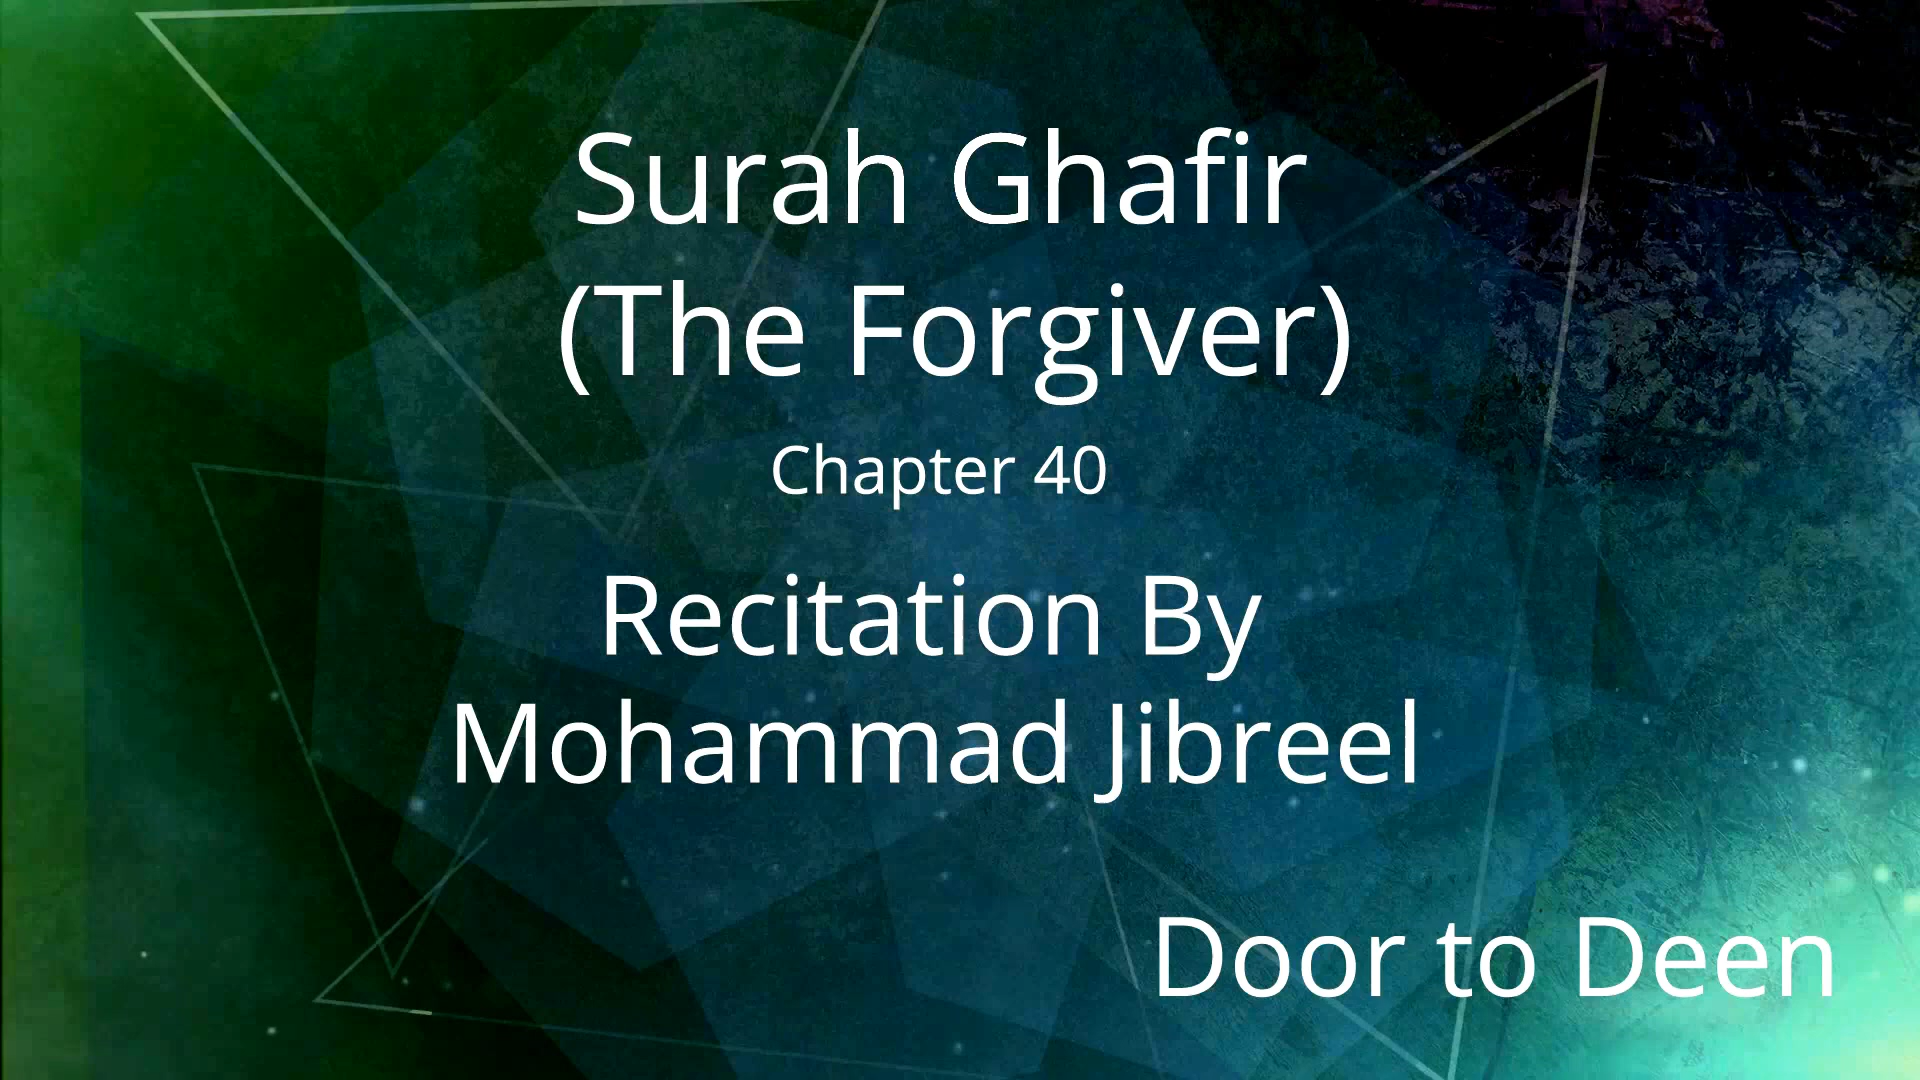 Surah Ghafir
(The Forgiver)
Chapter 40
Recitation By
Mohammad Jibreel
Door to Deen